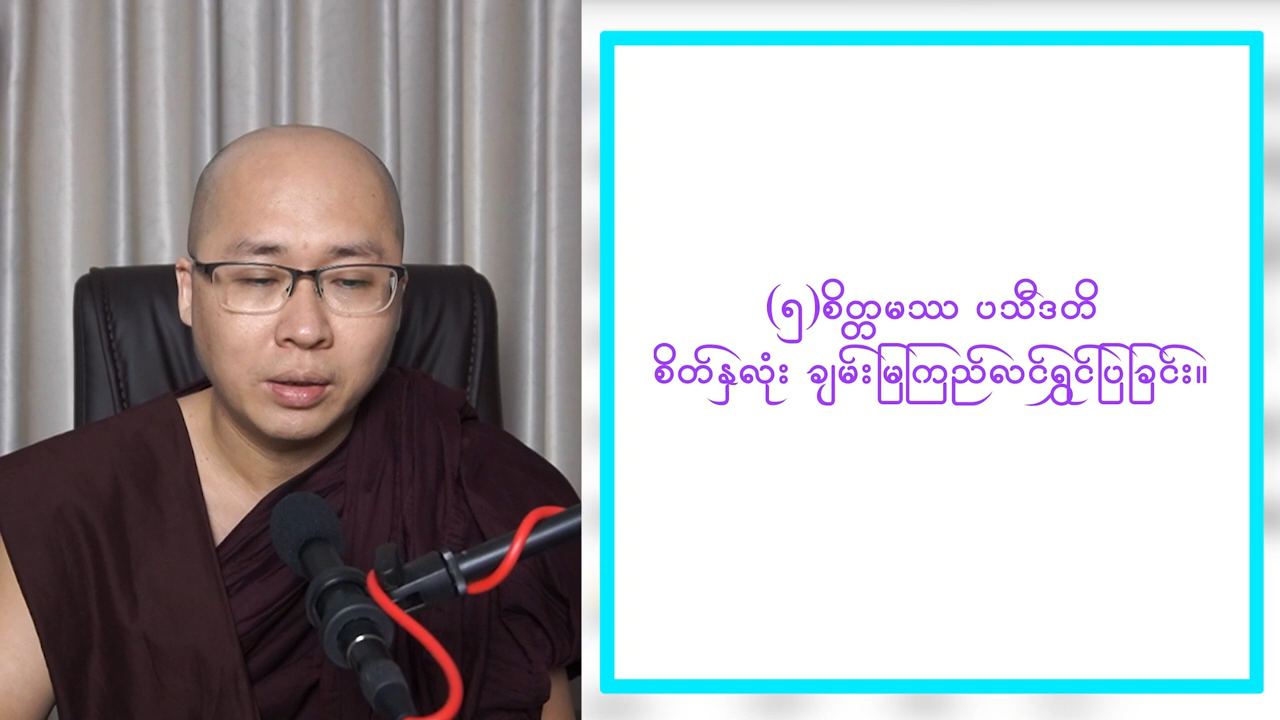 (၅)စိတ္တမဿ ပသီဒတိ
စိတ်နှလုံး ချမ်းမြကြည်လင်ရွှင်ပြခြင်း။